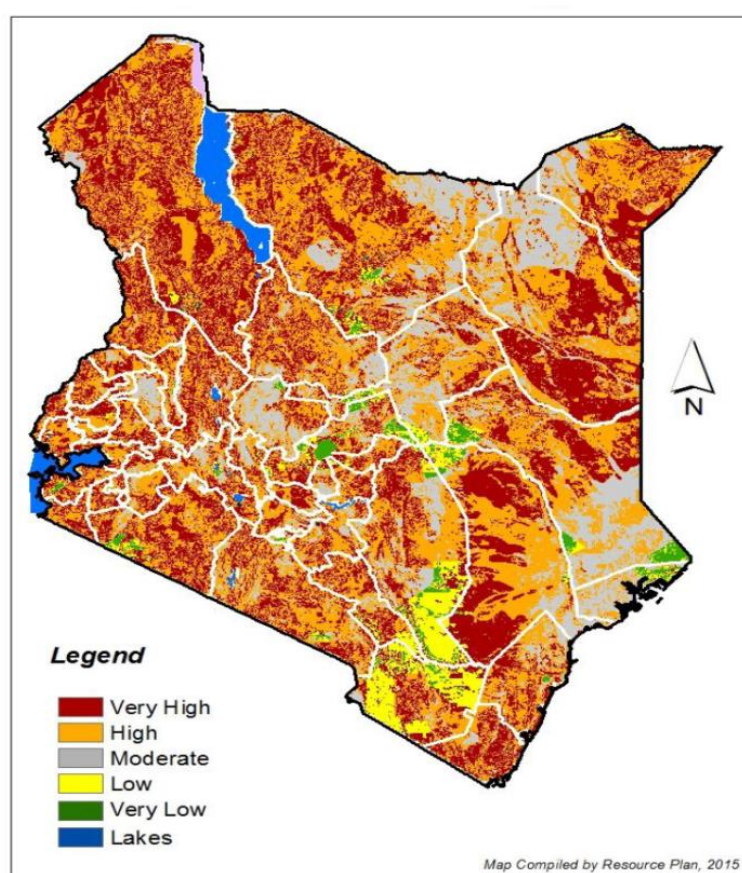 N
Legend
Very High
High
Moderate
Low
Very Low
Lakes
Map Compiled by Resource Plan, 2015